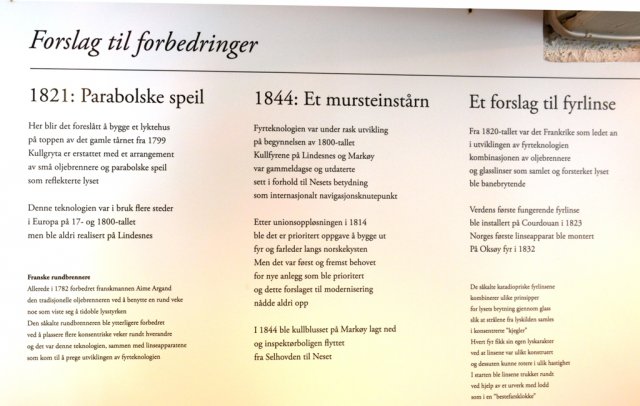 Forslag til forbedringer
1821: Parabolske speil
Her blir det foreslått å bygge et lyktehus
på toppen av det gamle tårnet fra 1799
Kullgryta er erstattet med et arrangement
av små oljebrennere og parabolske speil
som reflekterte lyset
Denne teknologien var i bruk flere steder
i Europa på 17- og 1800-tallet
men ble aldri realisert på Lindesnes
Franske rundbrennere
Allerede i 1782 forbedret franskmannen Aime Argand
den tradisjonelle oljebrenneren ved å benytte en rund veke
noe som viste seg å tidoble lysstyrken
Den såkalte rundbrenneren ble ytterligere forbedret
ved å plassere flere konsentriske veker rundt hverandre
og det var denne teknologien, sammen med linseapparatene
som kom til å prege utviklingen av fyrteknologien
1844: Et mursteinstårn
Fyrteknologien var under rask utvikling
på begynnelsen av 1800-tallet
Kullfyrene på Lindesnes og Markøy
var gammeldagse og utdaterte
sett i forhold til Nesets betydning
som internasjonalt navigasjonsknutepunkt
Etter unionsoppløsningen i 1814
ble det er prioritert oppgave å bygge ut
fyr og farleder langs norskekysten
Men det var først og fremst behovet
for nye anlegg som ble prioritert
og dette forslaget til modernisering
nådde aldri opp
I 1844 ble kullblusset på Markøy lagt ned
og inspektørboligen flyttet
fra Selhovden til Neset
Et forslag til fyrlinse
Fra 1820-tallet var det Frankrike som ledet an
i utviklingen av fyrteknologien
kombinasjonen av oljebrennere
og glasslinser som samlet og forsterket lyset
ble banebrytende
Verdens første fungerende fyrlinse
ble installert på Courdouan i 1823
Norges første linseapparat ble montert
På Oksøy fyr i 1832
De såkalte katadiopriske fyrlinsene
kombinerer ulike prinsipper
for lysets brytning gjennom glass
slik at strålene fra lyskilden samles
i konsentrerte "kjegler"
Hvert fyr fikk sin egen lyskarakter
ved at linsene var ulikt konstruert
og dessuten kunne rotere i ulik hastighet
I starten ble linsene trukket rundt
ved hjelp av et urverk med lodd
som i en "bestefarsklokke"